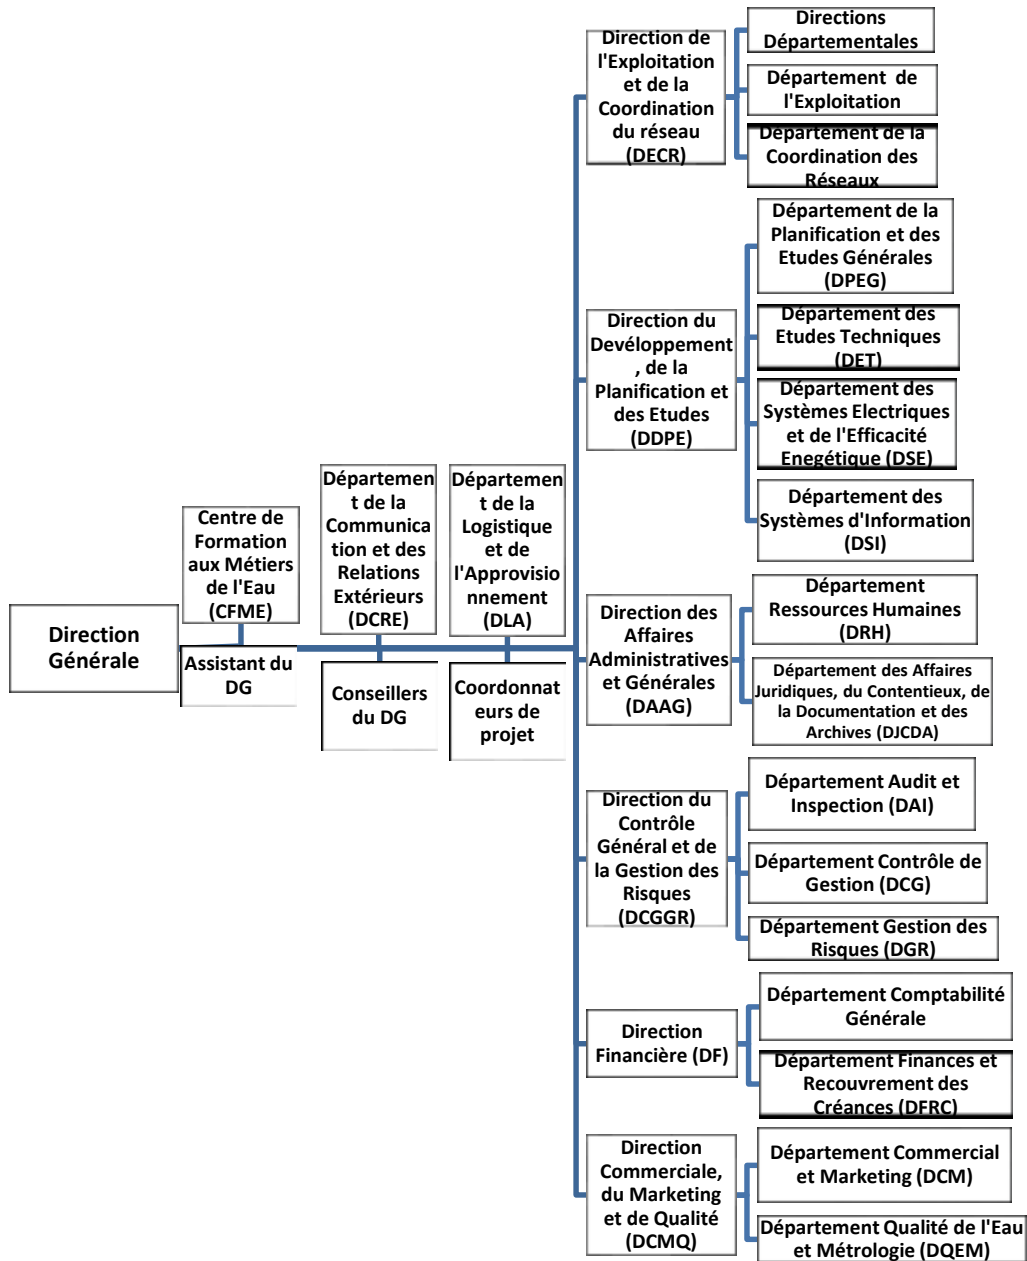 Direction
Générale
Centre de
Formation
aux Métiers
de l'Eau
(CFME)
Assistant du
DG
Départemen
t de la
Communica
tion et des
Relations
Extérieurs
(DCRE)
Conseillers
du DG
Départemen
t de la
Logistique
et de
l'Approvisio
nnement
(DLA)
Coordonnat
eurs de
projet
Direction de
l'Exploitation
et de la
Coordination
du réseau
(DECR)
Directions
Départementales
Département de
l'Exploitation
Département de la
Coordination des
Réseaux
Direction du
Devéloppement
, de la
Planification et
des Etudes
(DDPE)
Département de la
Planification et des
Etudes Générales
(DPEG)
Département des
Etudes Techniques
(DET)
Département des
Systèmes Electriques
et de l'Efficacité
Enegétique (DSE)
Département des
Systèmes d'Information
(DSI)
Direction des
Affaires
Administratives
et Générales
(DAAG)
Département
Ressources Humaines
(DRH)
Département des Affaires
Juridiques, du Contentieux, de
la Documentation et des
Archives (DJCDA)
Direction du
Contrôle
Général et de
la Gestion des
Risques
(DCGGR)
Département Audit et
Inspection (DAI)
Département Contrôle de
Gestion (DCG)
Département Gestion des
Risques (DGR)
Direction
Financière (DF)
Département Comptabilité
Générale
Département Finances et
Recouvrement des
Créances (DFRC)
Direction
Commerciale,
du Marketing
et de Qualité
(DCMQ)
Département Commercial
et Marketing (DCM)
Département Qualité de l'Eau
et Métrologie (DQEM)